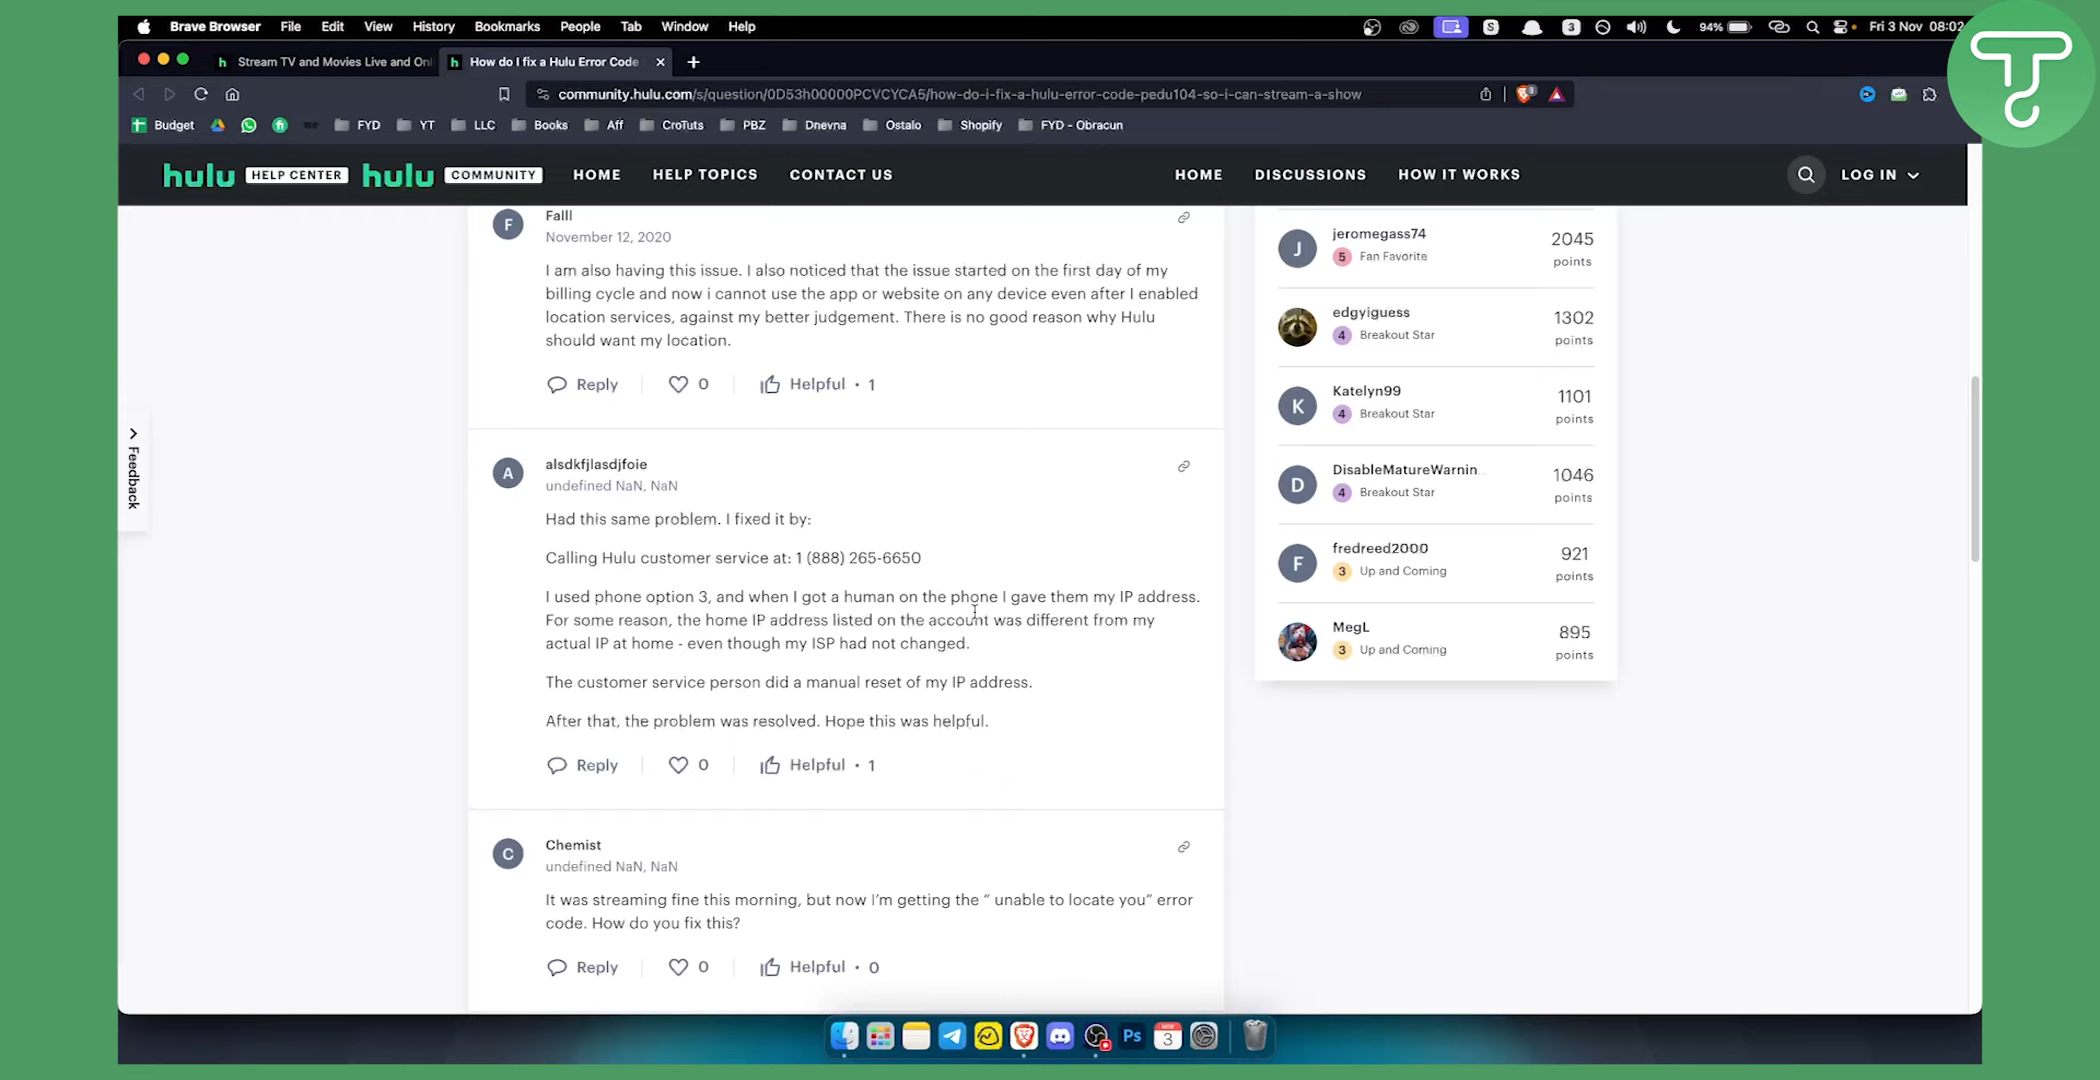 Brave Browser File Edit View History Bookmarks People Tab Window Help
S 3 94% Fri 3 Nov 08:02
h Stream TV and Movies Live and Onl
h How do I fix a Hulu Error Code
community.hulu.com/s/question/0D53h00000PCVCYCA5/how-do-i-fix-a-hulu-error-code-pedu104-so-i-can-stream-a-show
3
Budget FYD YT LLC Books Aff CroTuts PBZ Dnevna Ostalo Shopify FYD - Obracun
hulu HELP CENTER hulu COMMUNITY HOME HELP TOPICS CONTACT US HOME DISCUSSIONS HOW IT WORKS LOG IN
Feedback
F Falll
November 12, 2020
I am also having this issue. I also noticed that the issue started on the first day of my
billing cycle and now i cannot use the app or website on any device even after I enabled
location services, against my better judgement. There is no good reason why Hulu
should want my location.
Reply 0 Helpful • 1
A alsdkfjlasdjfoie
undefined NaN, NaN
Had this same problem. I fixed it by:
Calling Hulu customer service at: 1 (888) 265-6650
I used phone option 3, and when I got a human on the phone I gave them my IP address.
For some reason, the home IP address listed on the account was different from my
actual IP at home - even though my ISP had not changed.
The customer service person did a manual reset of my IP address.
After that, the problem was resolved. Hope this was helpful.
Reply 0 Helpful • 1
C Chemist
undefined NaN, NaN
It was streaming fine this morning, but now I'm getting the “ unable to locate you” error
code. How do you fix this?
Reply 0 Helpful • 0
J jeromegass74 2045
5 Fan Favorite points
edgyiguess 1302
4 Breakout Star points
K Katelyn99 1101
4 Breakout Star points
D DisableMatureWarnin... 1046
4 Breakout Star points
F fredreed2000 921
3 Up and Coming points
MegL 895
3 Up and Coming points
Ps NOV 3